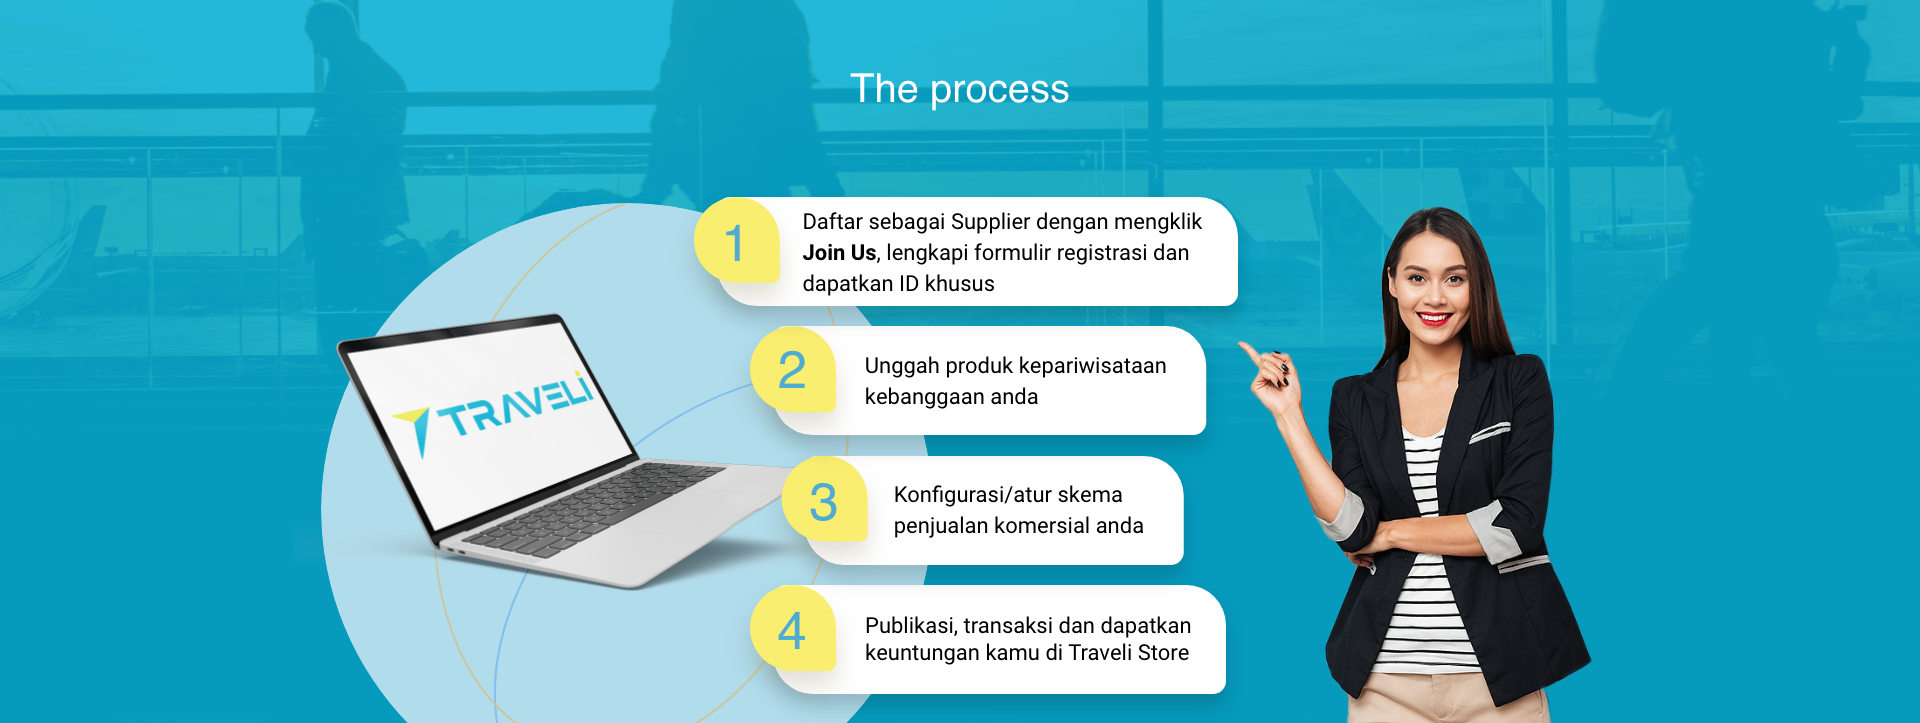 The process
1
Daftar sebagai Supplier dengan mengklik
Join Us, lengkapi formulir registrasi dan
dapatkan ID khusus
2
Unggah produk kepariwisataan
kebanggaan anda
TRAVELi
3
Konfigurasi/atur skema
penjualan komersial anda
4
Publikasi, transaksi dan dapatkan
keuntungan kamu di Traveli Store